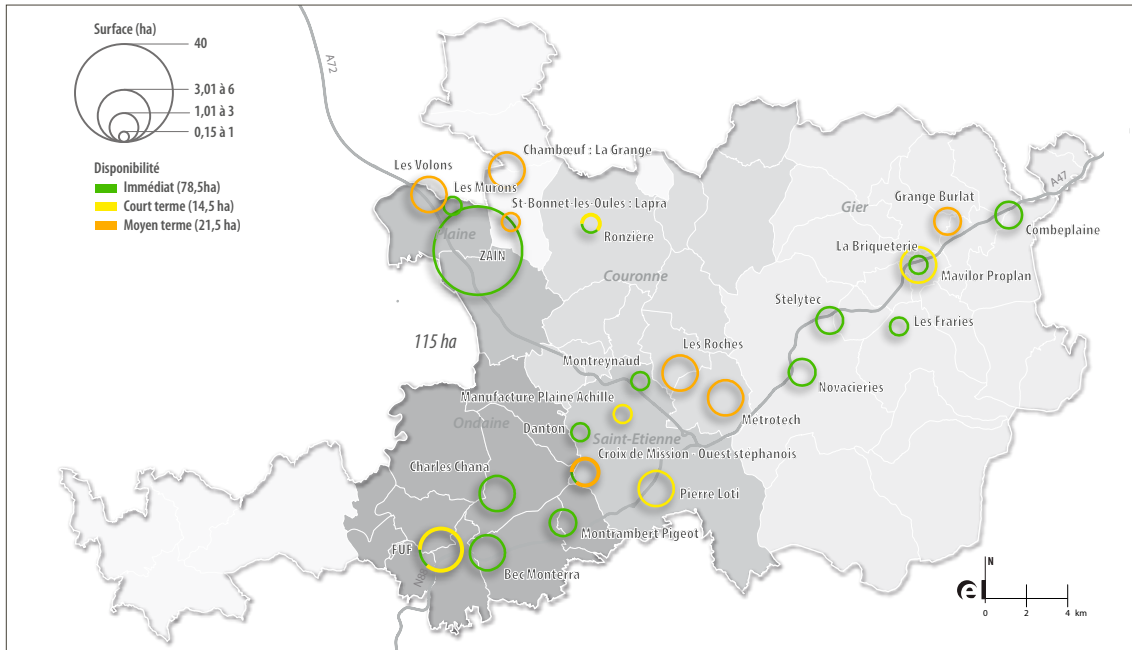 Surface (ha)
40
3,01 à 6
1,01 à 3
0,15 à 1
Disponibilité
Immédiat (78,5ha)
Court terme (14,5 ha)
Moyen terme (21,5 ha)
A72
Chambœuf : La Grange
Les Volons
Les Murons
St-Bonnet-les-Oules : Lapra
Plaine
ZAIN
Ronzière
Couronne
Gier
A47
Grange Burlat
Combeplaine
La Briqueterie
Mavilor Proplan
Stelytec
Les Fraries
115 ha
Montreynaud
Les Roches
Novacieries
Manufacture Plaine Achille
Metrotech
Ondaine
Danton
Saint-Etienne
Croix de Mission - Ouest stéphanois
Charles Chana
Pierre Loti
Montrambert Pigeot
FUF
Bec Monterra
N88
e
N
0 2 4 km